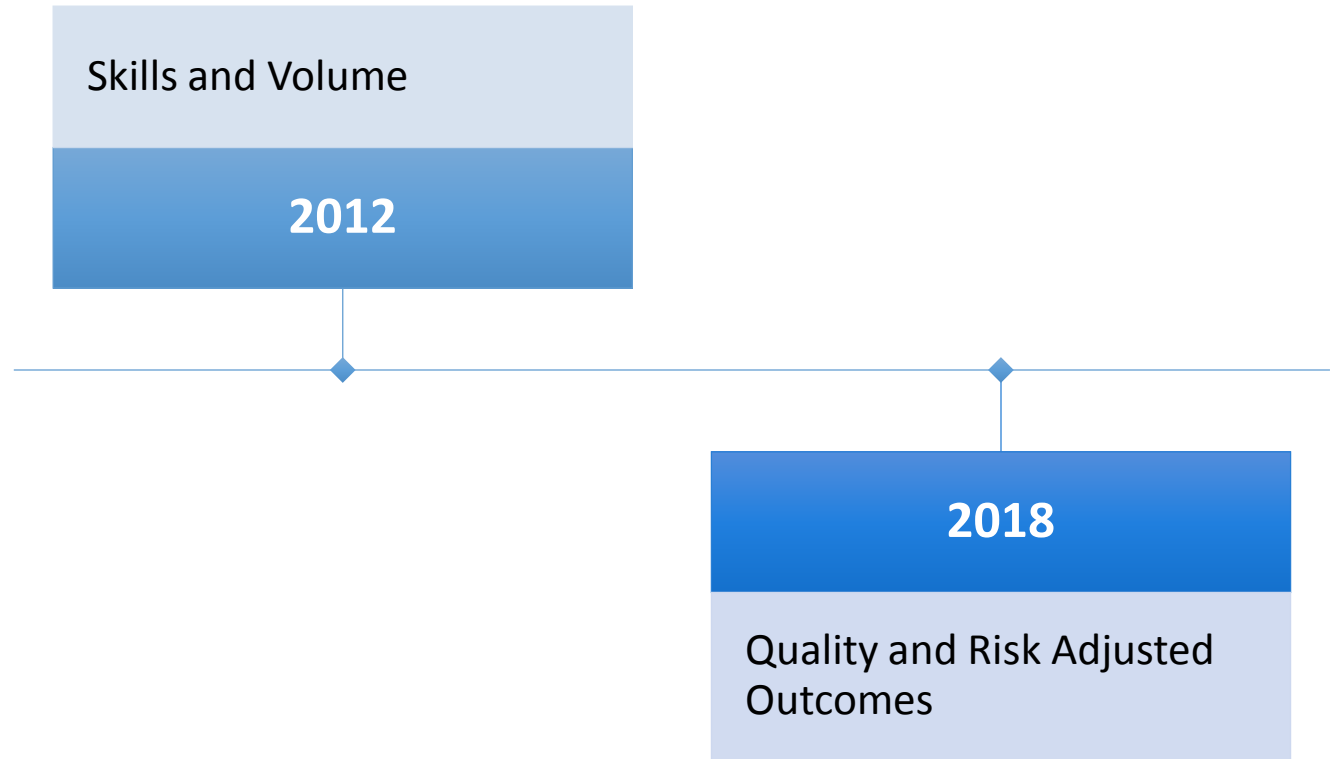 Skills and Volume
2012
2018
Quality and Risk Adjusted
Outcomes